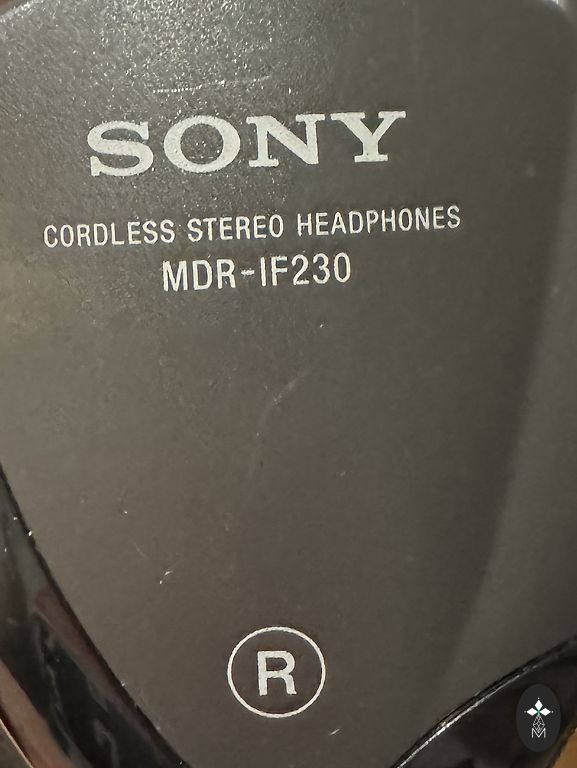 SONY
CORDLESS STEREO HEADPHONES
MDR-IF230
R
M